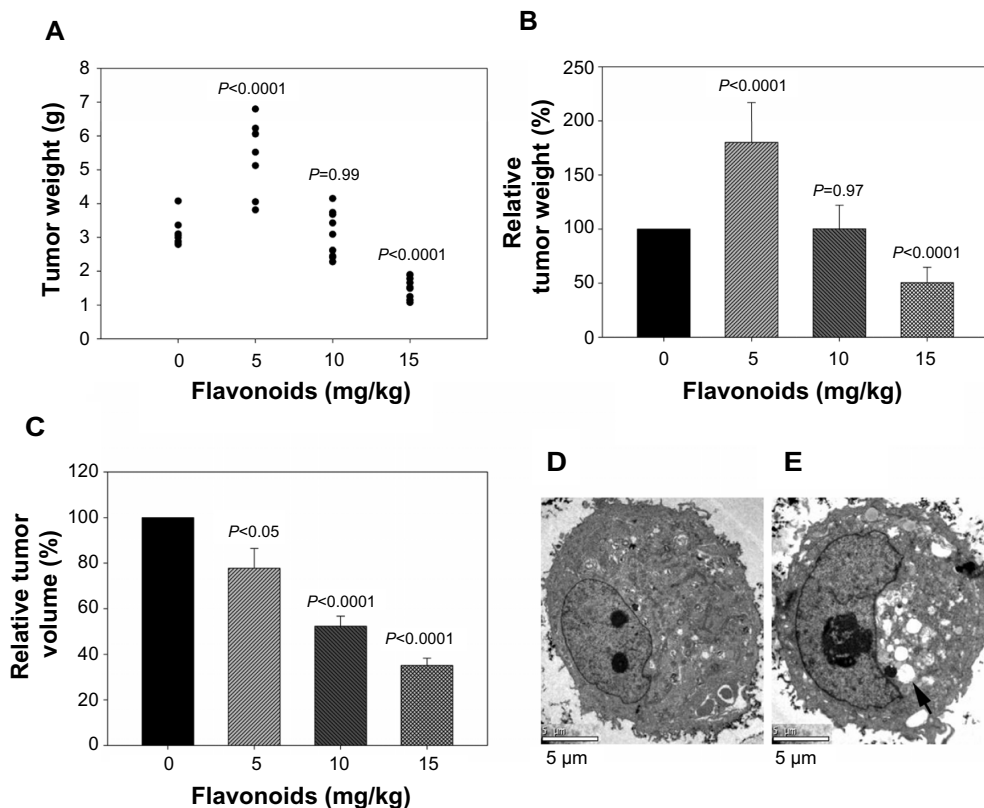 A
Tumor weight (g)
8
7
6
5
4
3
2
1
0
P<0.0001
P=0.99
P<0.0001
0 5 10 15
Flavonoids (mg/kg)
B
Relative
tumor weight (%)
250
200
150
100
50
0
P<0.0001
P=0.97
P<0.0001
0 5 10 15
Flavonoids (mg/kg)
C
Relative tumor
volume (%)
120
100
80
60
40
20
0
P<0.05
P<0.0001
P<0.0001
0 5 10 15
Flavonoids (mg/kg)
D
5 µm
5 µm
E
5 µm
5 µm